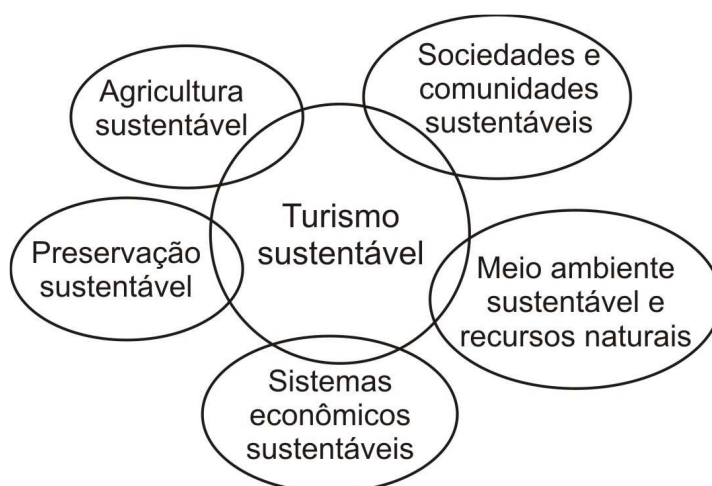 Agricultura
sustentável
Sociedades e
comunidades
sustentáveis
Turismo
sustentável
Preservação
sustentável
Meio ambiente
sustentável e
recursos naturais
Sistemas
econômicos
sustentáveis